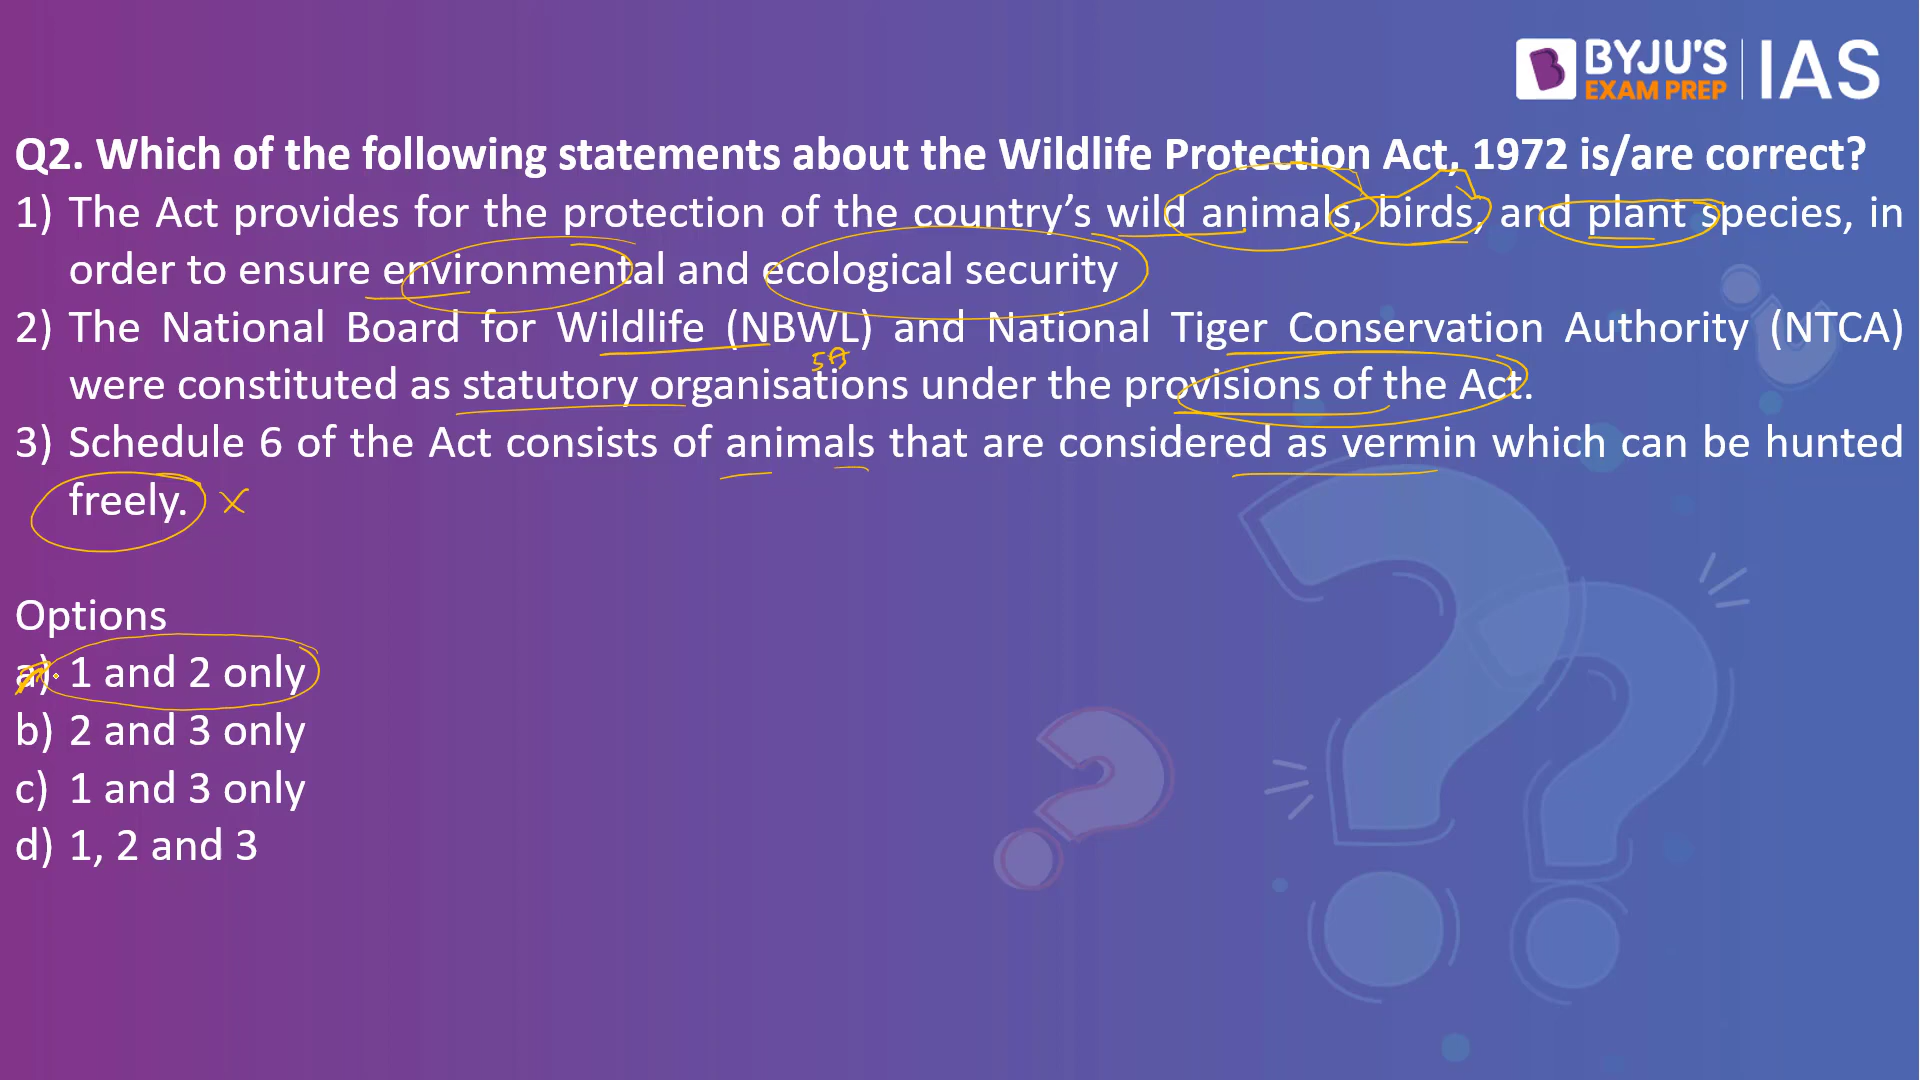 BYJU'S
EXAM PREP
IAS
Q2. Which of the following statements about the Wildlife Protection Act, 1972 is/are correct?
1) The Act provides for the protection of the country's wild animals, birds, and plant species, in
order to ensure environmental and ecological security
2) The National Board for Wildlife (NBWL) and National Tiger Conservation Authority (NTCA)
were constituted as statutory organisations under the provisions of the Act.
3) Schedule 6 of the Act consists of animals that are considered as vermin which can be hunted
freely. X
Options
a) 1 and 2 only
b) 2 and 3 only
c) 1 and 3 only
d) 1, 2 and 3